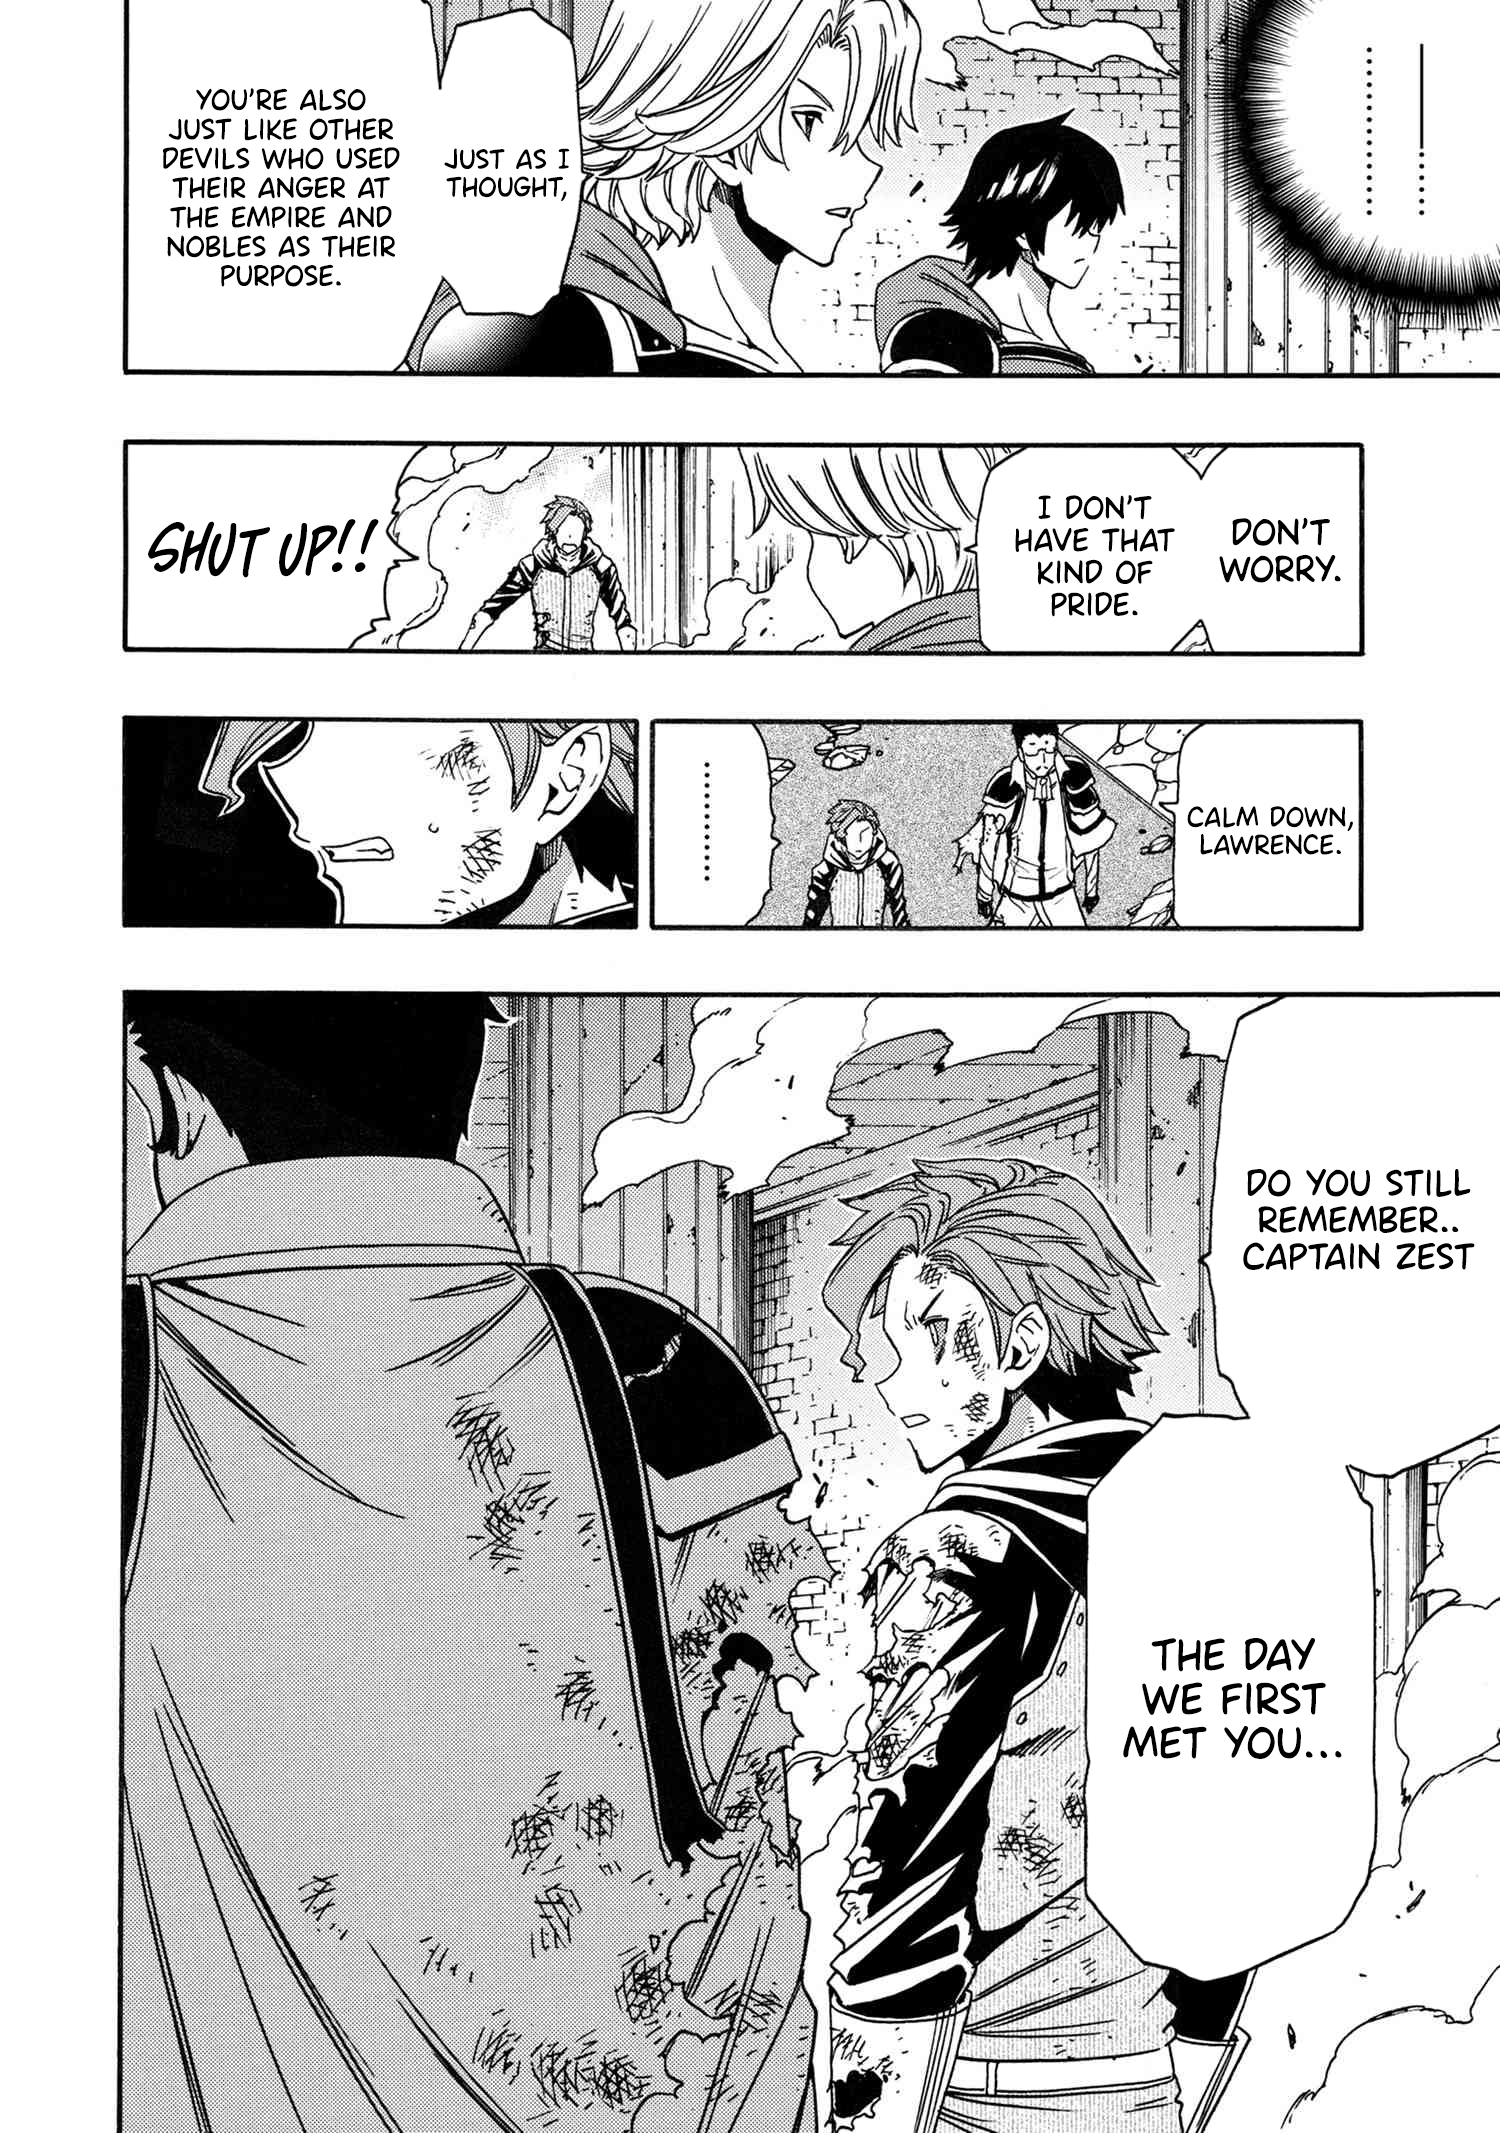 JUST AS I
THOUGHT,
YOU'RE ALSO
JUST LIKE OTHER
DEVILS WHO USED
THEIR ANGER AT
THE EMPIRE AND
NOBLES AS THEIR
PURPOSE.
DON'T
WORRY.
I DON'T
HAVE THAT
KIND OF
PRIDE.
SHUT UP!!
CALM DOWN,
LAWRENCE.
..........
DO YOU STILL
REMEMBER..
CAPTAIN ZEST
THE DAY
WE FIRST
MET YOU...